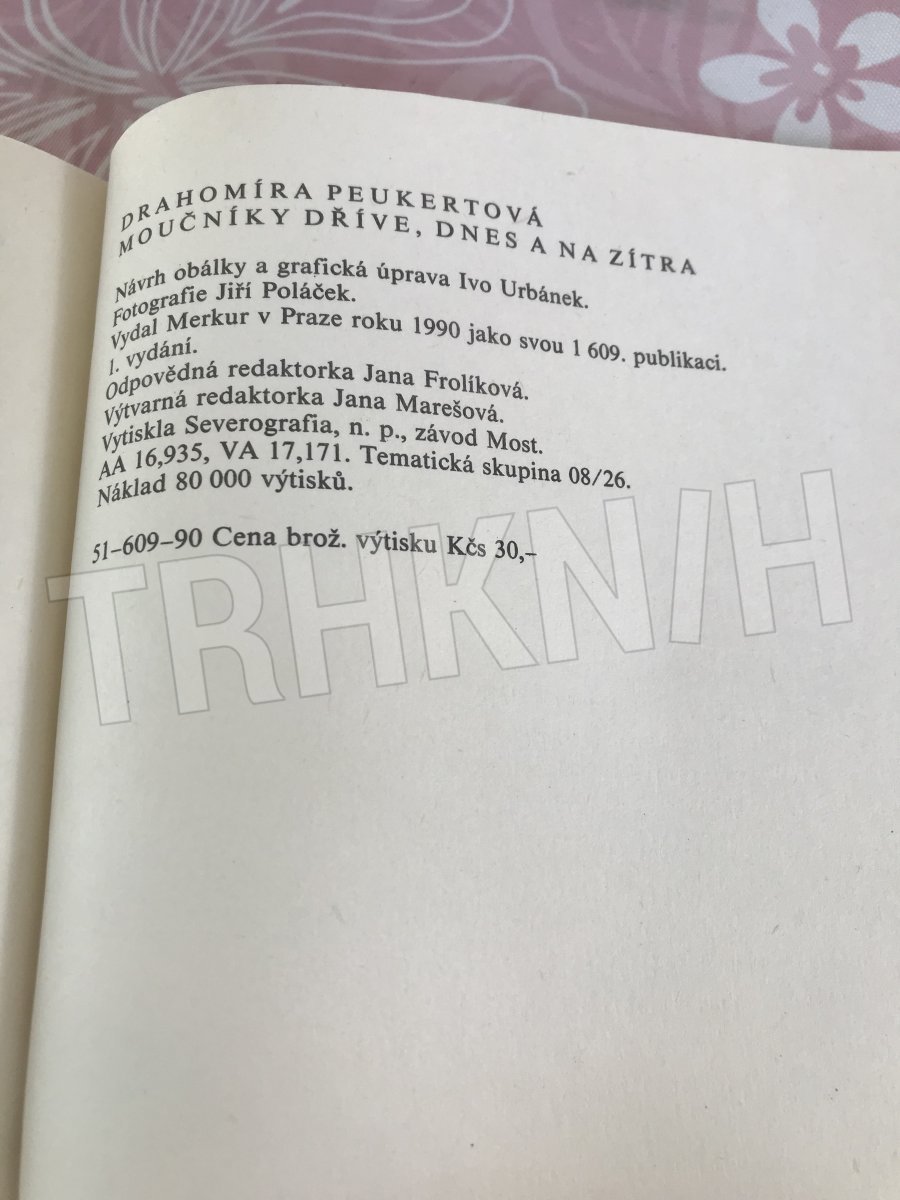 DRAHOMÍRA PEUKERTOVÁ
MOUČNÍKY DŘÍVE, DNES A NA ZÍTRA
Návrh obálky a grafická úprava Ivo Urbánek.
Fotografie Jiří Poláček.
Vydal Merkur v Praze roku 1990 jako svou 1 609. publikaci.
1. vydání.
Odpovědná redaktorka Jana Frolíková.
Výtvarná redaktorka Jana Marešová.
Vytiskla Severografia, n. p., závod Most.
AA 16,935, VA 17,171. Tematická skupina 08/26.
Náklad 80 000 výtisků.
51–609–90 Cena brož. výtisku Kčs 30,–
TRHKNIH